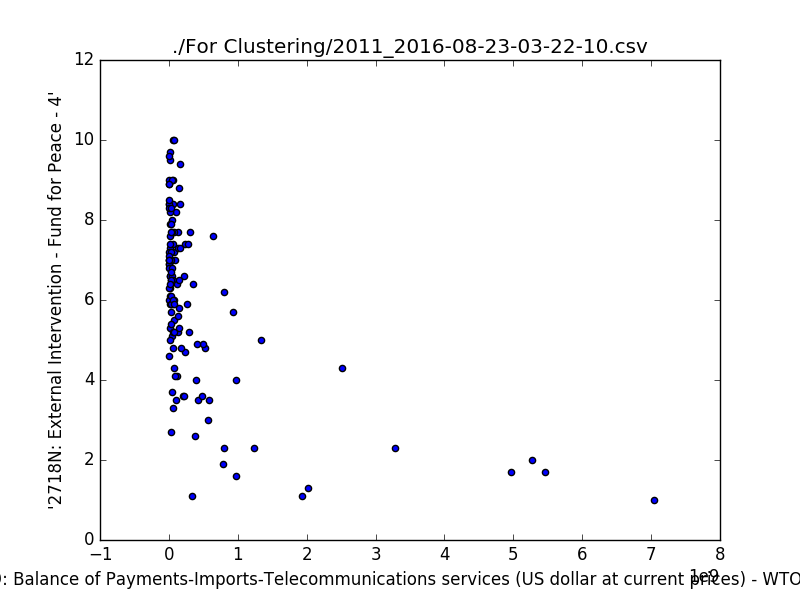 ./For Clustering/2011_2016-08-23-03-22-10.csv
12
10
8
6
4
2
0
'2718N: External Intervention - Fund for Peace - 4'
−1 0 1 2 3 4 5 6 7 8
1e9
: Balance of Payments-Imports-Telecommunications services (US dollar at current prices) - WTO